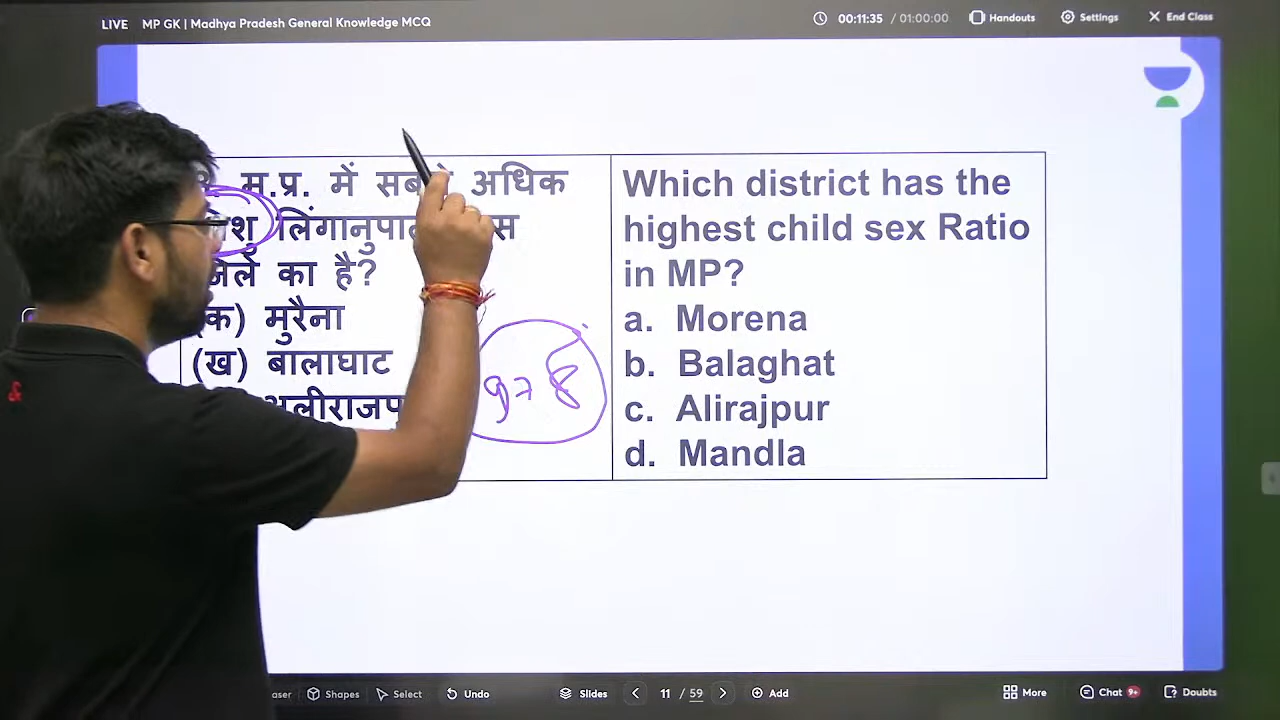 LIVE MP GK | Madhya Pradesh General Knowledge MCQ
00:11:35 / 01:00:00 Handouts Settings End Class
म.प्र. में अधिक
जिले का है?
(क) मुरैना
(ख) बालाघाट
978
Which district has the
highest child sex Ratio
in MP?
a. Morena
b. Balaghat
c. Alirajpur
d. Mandla
Shapes Select Undo Slides 11 / 59 Add More Chat 9+ Doubts